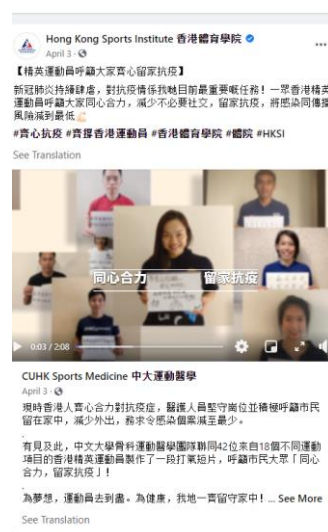 Hong Kong Sports Institute 香港體育學院
April 3 ·
【精英運動員呼籲大家齊心留家抗疫】
新冠肺炎持續肆虐，對抗疫情係我哋目前最重要嘅任務！一眾香港精英
運動員呼籲大家同心合力，減少不必要社交，留家抗疫，將感染同傳播
風險減到最低
#齊心抗疫 #齊撐香港運動員 #香港體育學院 #體院 #HKSI
See Translation
同心合力 留家抗疫
0:03 / 2:08
CUHK Sports Medicine 中大運動醫學
April 3 ·
現時香港人齊心合力對抗疫症，醫護人員堅守崗位並積極呼籲市民
留在家中，減少外出，務求令感染個案減至最少。
.
有見及此，中文大學骨科運動醫學團隊聯同42位來自18個不同運動
項目的香港精英運動員製作了一段打氣短片，呼籲市民大眾「同心
合力，留家抗疫」！
.
為夢想，運動員去到盡。為健康，我哋一齊留守家中！... See More
See Translation